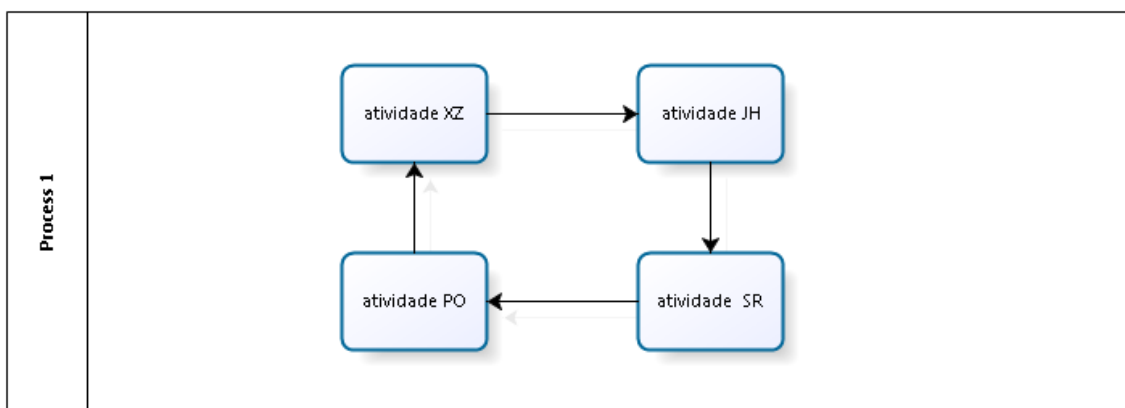 Process 1
atividade XZ
atividade JH
atividade PO
atividade  SR